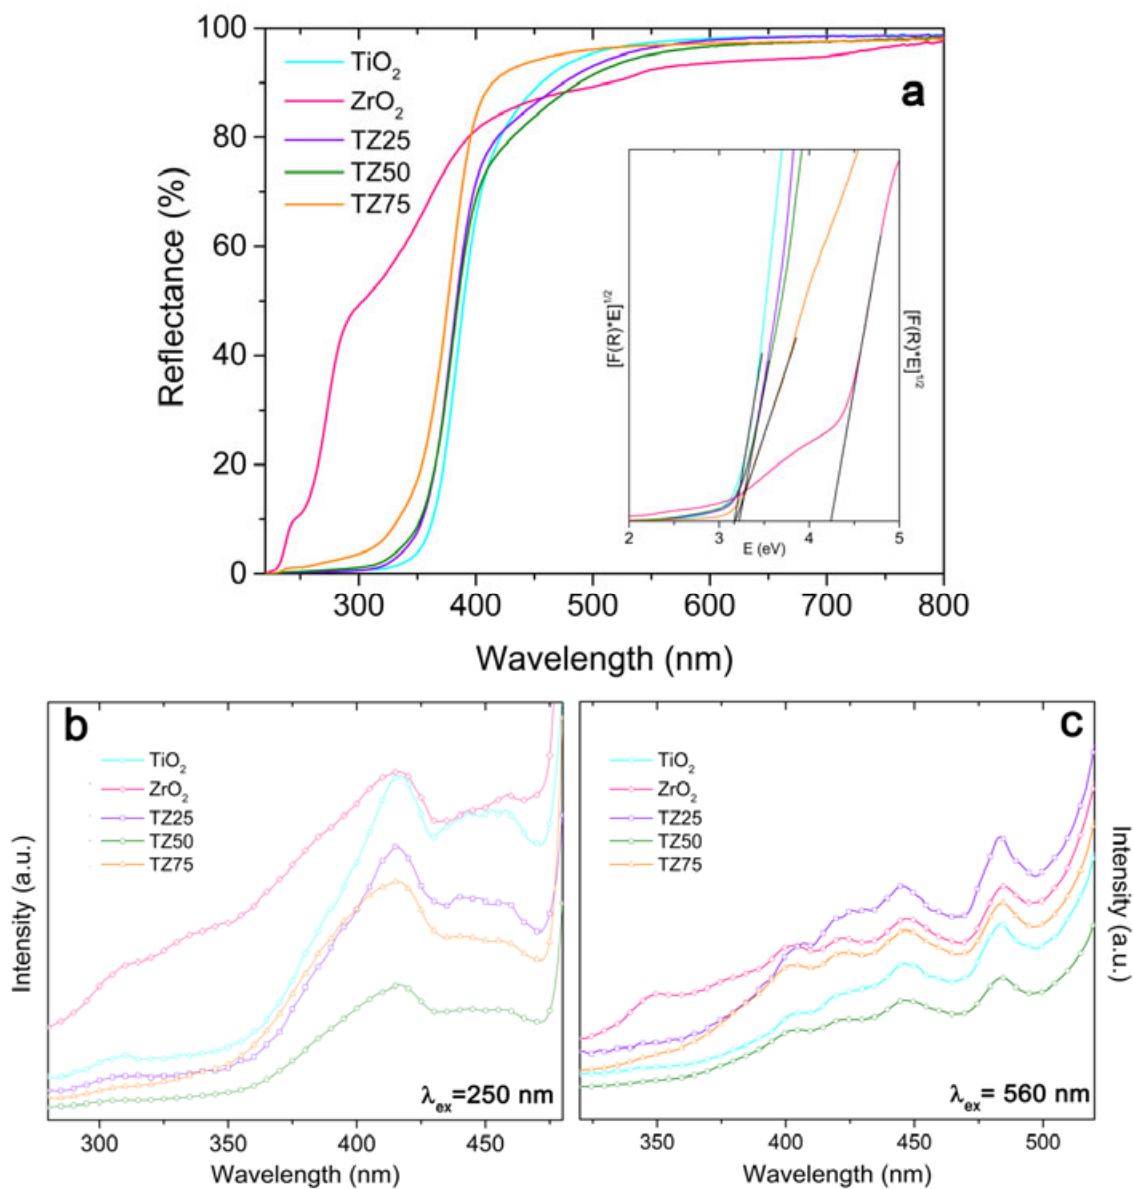 a
100
80
60
40
20
0
Reflectance (%)
TiO₂
ZrO₂
TZ25
TZ50
TZ75
[F(R)*E]^1/2
[F(R)*E]^1/2
2 3 4 5
E (eV)
300 400 500 600 700 800
Wavelength (nm)
b
TiO₂
ZrO₂
TZ25
TZ50
TZ75
Intensity (a.u.)
λex=250 nm
300 350 400 450
Wavelength (nm)
c
TiO₂
ZrO₂
TZ25
TZ50
TZ75
Intensity (a.u.)
λex= 560 nm
350 400 450 500
Wavelength (nm)